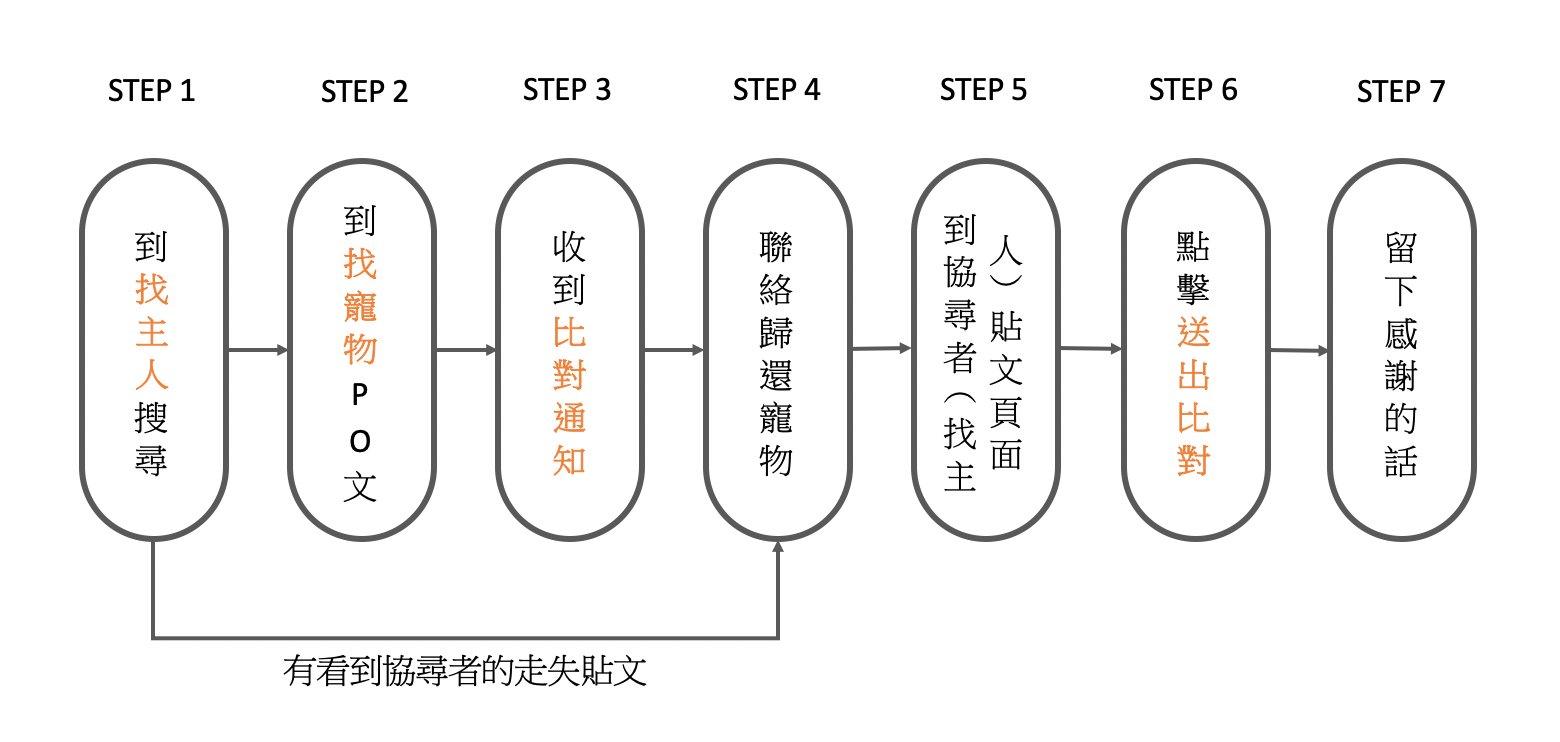 STEP 1
STEP 2
STEP 3
STEP 4
STEP 5
STEP 6
STEP 7
到找主人搜尋
到找寵物PO文
收到比對通知
聯絡歸還寵物
到協尋者（找主
人）貼文頁面
點擊送出比對
留下感謝的話
有看到協尋者的走失貼文